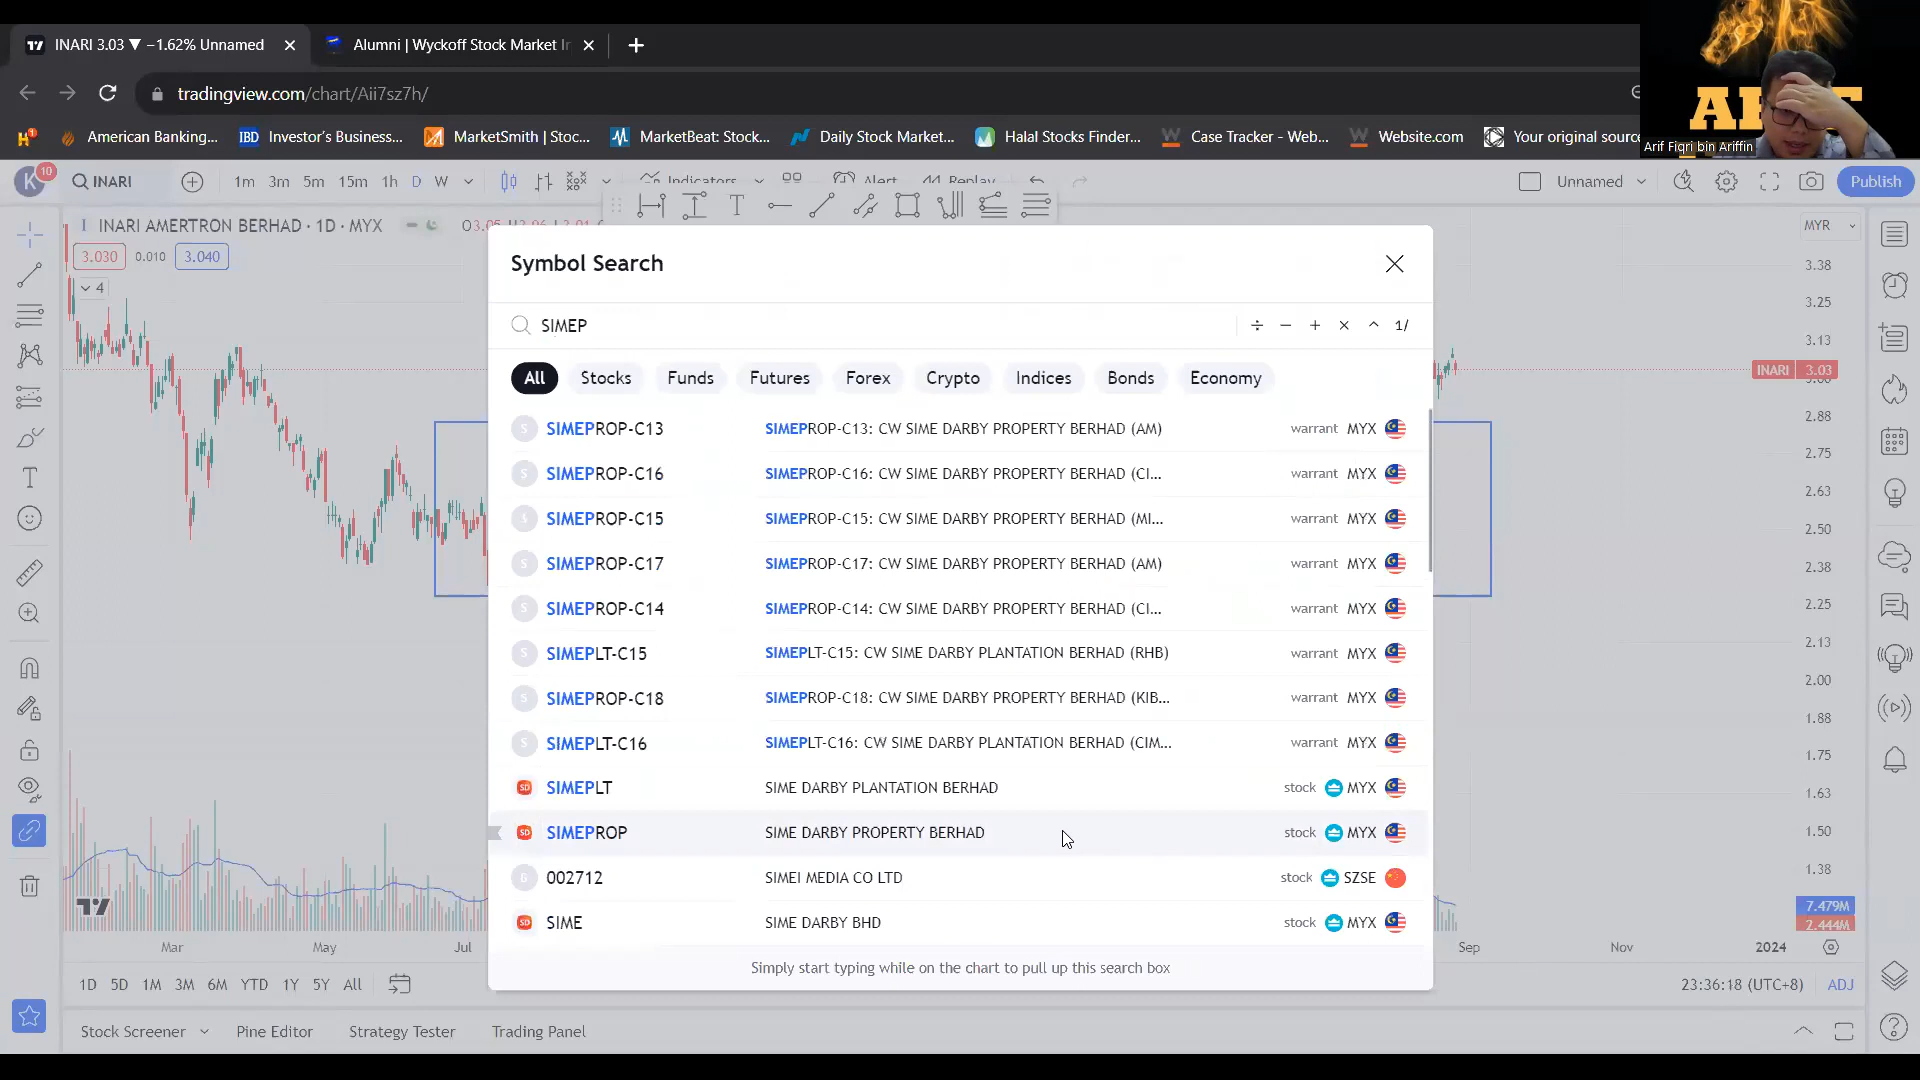 INARI 3.03 ▼ −1.62% Unnamed
Alumni | Wyckoff Stock Market In
tradingview.com/chart/Aii7sz7h/
American Banking...
IBD Investor's Business...
MarketSmith | Stoc...
MarketBeat: Stock...
Daily Stock Market...
Halal Stocks Finder...
Case Tracker - Web...
Website.com
Your original source
Arif Fiqri bin Ariffin
K 10
INARI
1m 3m 5m 15m 1h D W
Indicators
Alert
Replay
Unnamed
Publish
INARI AMERTRON BERHAD · 1D · MYX
3.030 0.010 3.040
4
MYR
Symbol Search
SIMEP
÷ − + × ^ 1/
All Stocks Funds Futures Forex Crypto Indices Bonds Economy
SIMEPROP-C13 SIMEPROP-C13: CW SIME DARBY PROPERTY BERHAD (AM) warrant MYX
SIMEPROP-C16 SIMEPROP-C16: CW SIME DARBY PROPERTY BERHAD (CI... warrant MYX
SIMEPROP-C15 SIMEPROP-C15: CW SIME DARBY PROPERTY BERHAD (MI... warrant MYX
SIMEPROP-C17 SIMEPROP-C17: CW SIME DARBY PROPERTY BERHAD (AM) warrant MYX
SIMEPROP-C14 SIMEPROP-C14: CW SIME DARBY PROPERTY BERHAD (CI... warrant MYX
SIMEPLT-C15 SIMEPLT-C15: CW SIME DARBY PLANTATION BERHAD (RHB) warrant MYX
SIMEPROP-C18 SIMEPROP-C18: CW SIME DARBY PROPERTY BERHAD (KIB... warrant MYX
SIMEPLT-C16 SIMEPLT-C16: CW SIME DARBY PLANTATION BERHAD (CIM... warrant MYX
SIMEPLT SIME DARBY PLANTATION BERHAD stock MYX
SIMEPROP SIME DARBY PROPERTY BERHAD stock MYX
002712 SIMEI MEDIA CO LTD stock SZSE
SIME SIME DARBY BHD stock MYX
Simply start typing while on the chart to pull up this search box
3.38
3.25
3.13
INARI 3.03
3.00
2.88
2.75
2.63
2.50
2.38
2.25
2.13
2.00
1.88
1.75
1.63
1.50
1.38
7.479M
2.444M
Mar May Jul Sep Nov 2024
1D 5D 1M 3M 6M YTD 1Y 5Y All
23:36:18 (UTC+8) ADJ
Stock Screener Pine Editor Strategy Tester Trading Panel